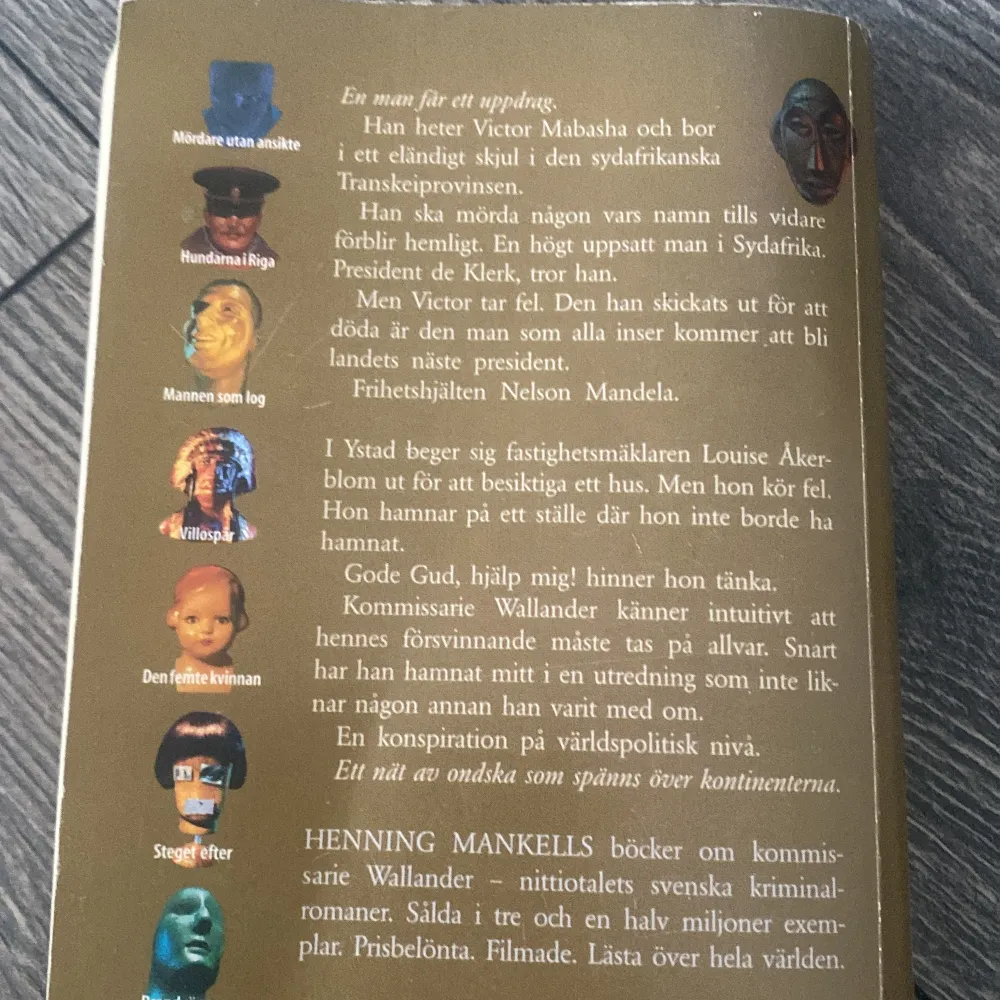 Mördare utan ansikte
Hundarna i Riga
Mannen som log
Villospår
Den femte kvinnan
Steget efter
En man får ett uppdrag.
Han heter Victor Mabasha och bor
i ett eländigt skjul i den sydafrikanska
Transkeiprovinsen.
Han ska mörda någon vars namn tills vidare
förblir hemligt. En högt uppsatt man i Sydafrika.
President de Klerk, tror han.
Men Victor tar fel. Den han skickats ut för att
döda är den man som alla inser kommer att bli
landets näste president.
Frihetshjälten Nelson Mandela.
I Ystad beger sig fastighetsmäklaren Louise Åker-
blom ut för att besiktiga ett hus. Men hon kör fel.
Hon hamnar på ett ställe där hon inte borde ha
hamnat.
Gode Gud, hjälp mig! hinner hon tänka.
Kommissarie Wallander känner intuitivt att
hennes försvinnande måste tas på allvar. Snart
har han hamnat mitt i en utredning som inte lik-
nar någon annan han varit med om.
En konspiration på världspolitisk nivå.
Ett nät av ondska som spänns över kontinenterna.
HENNING MANKELLS böcker om kommis-
sarie Wallander – nittiotalets svenska kriminal-
romaner. Sålda i tre och en halv miljoner exem-
plar. Prisbelönta. Filmade. Lästa över hela världen.